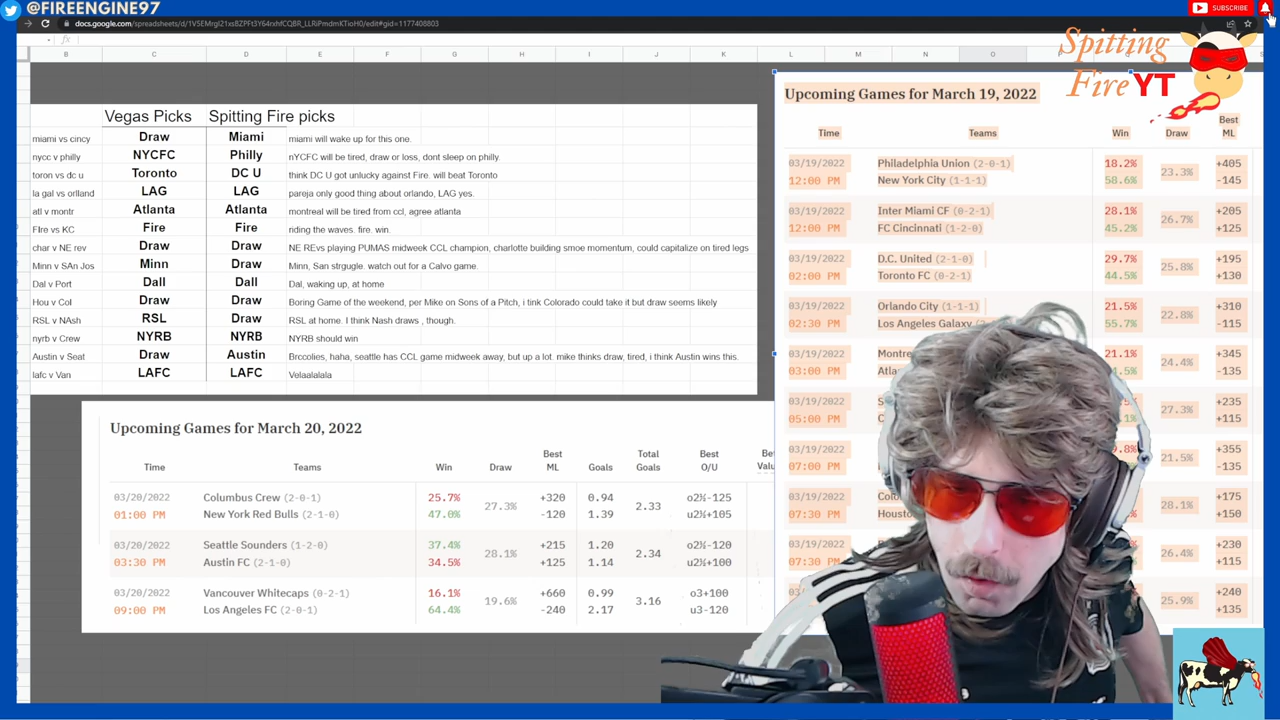 @FIREENGINE97
SUBSCRIBE
docs.google.com/spreadsheets/d/1V5EMrgI21xsBZPFt3Y64rxhfCQBR_LLRiPmdmKTioH0/edit#gid=1177408803
fx
B C D E F G H I J K L M N O
Spitting
Fire YT
Vegas Picks Spitting Fire picks
miami vs cincy Draw Miami miami will wake up for this one.
nycc v philly NYCFC Philly nYCFC will be tired, draw or loss, dont sleep on philly.
toron vs dc u Toronto DC U think DC U got unlucky against Fire. will beat Toronto
la gal vs orlland LAG LAG pareja only good thing about orlando, LAG yes.
atl v montr Atlanta Atlanta montreal will be tired from ccl, agree atlanta
FIre vs KC Fire Fire riding the waves. fire. win.
char v NE rev Draw Draw NE REvs playing PUMAS midweek CCL champion, charlotte building smoe momentum, could capitalize on tired legs
Minn v SAn Jos Minn Draw Minn, San strgugle. watch out for a Calvo game.
Dal v Port Dall Dall Dal, waking up, at home
Hou v Col Draw Draw Boring Game of the weekend, per Mike on Sons of a Pitch, i tink Colorado could take it but draw seems likely
RSL v NAsh RSL Draw RSL at home. I think Nash draws , though.
nyrb v Crew NYRB NYRB NYRB should win
Austin v Seat Draw Austin Brccolies, haha, seattle has CCL game midweek away, but up a lot. mike thinks draw, tired, i think Austin wins this.
lafc v Van LAFC LAFC Velaalalala
Upcoming Games for March 19, 2022
Time Teams Win Draw Best ML
03/19/2022 Philadelphia Union (2-0-1) 18.2% 23.3% +405
12:00 PM New York City (1-1-1) 58.6% -145
03/19/2022 Inter Miami CF (0-2-1) 28.1% 26.7% +205
12:00 PM FC Cincinnati (1-2-0) 45.2% +125
03/19/2022 D.C. United (2-1-0) 29.7% 25.8% +195
02:00 PM Toronto FC (0-2-1) 44.5% +130
03/19/2022 Orlando City (1-1-1) 21.5% 22.8% +310
02:30 PM Los Angeles Galaxy 55.7% -115
03/19/2022 Montre 21.1% 24.4% +345
03:00 PM Atla -135
03/19/2022 27.3% +235
05:00 PM +115
03/19/2022 21.5% +355
07:00 PM -135
03/19/2022 Colo 28.1% +175
07:30 PM Houst +150
26.4% +230
07:30 PM +115
25.9% +240
+135
Upcoming Games for March 20, 2022
Time Teams Win Draw Best ML Goals Total Goals Best O/U
03/20/2022 Columbus Crew (2-0-1) 25.7% 27.3% +320 0.94 2.33 o2½-125
01:00 PM New York Red Bulls (2-1-0) 47.0% -120 1.39 u2½+105
03/20/2022 Seattle Sounders (1-2-0) 37.4% 28.1% +215 1.20 2.34 o2½-120
03:30 PM Austin FC (2-1-0) 34.5% +125 1.14 u2½+100
03/20/2022 Vancouver Whitecaps (0-2-1) 16.1% 19.6% +660 0.99 3.16 o3+100
09:00 PM Los Angeles FC (2-0-1) 64.4% -240 2.17 u3-120